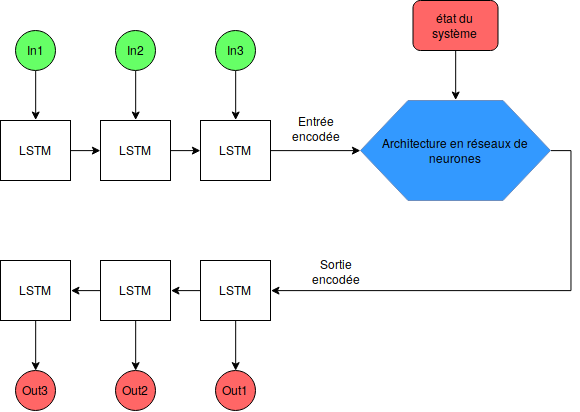 In1
In2
In3
état du
système
LSTM
LSTM
LSTM
Entrée
encodée
Architecture en réseaux de
neurones
LSTM
LSTM
LSTM
Sortie
encodée
Out3
Out2
Out1